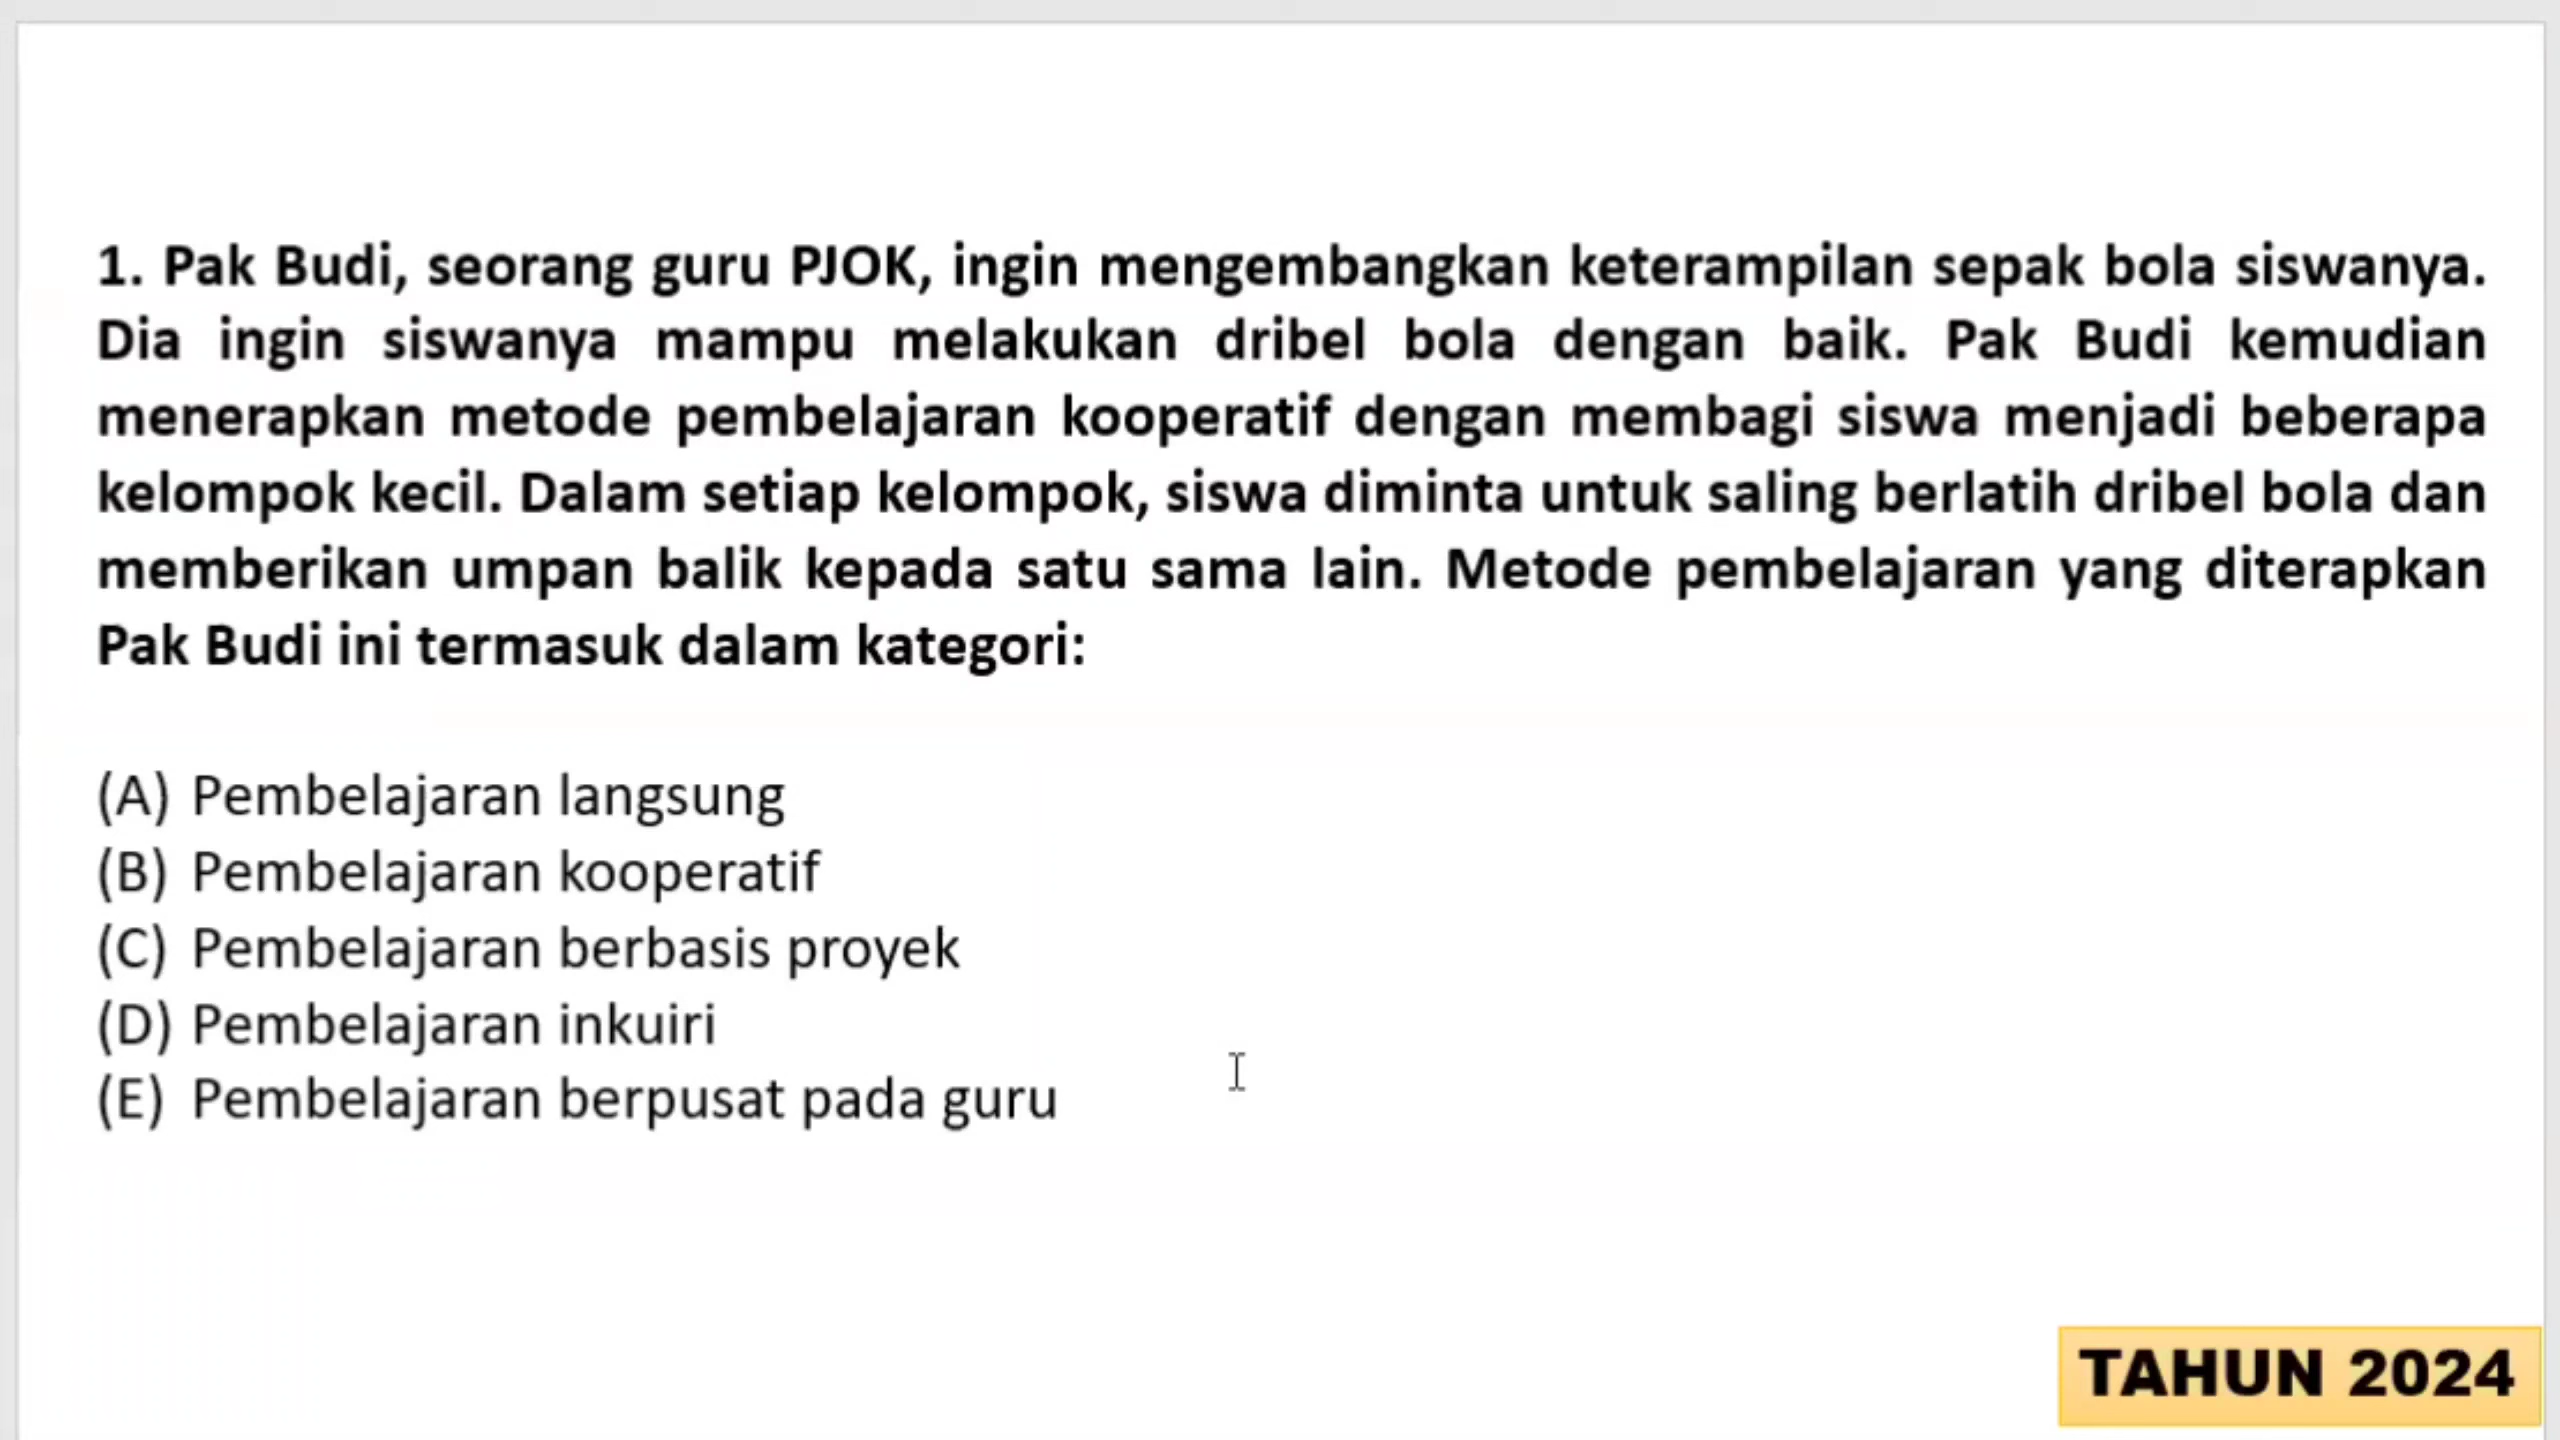 1. Pak Budi, seorang guru PJOK, ingin mengembangkan keterampilan sepak bola siswanya.
Dia ingin siswanya mampu melakukan dribel bola dengan baik. Pak Budi kemudian
menerapkan metode pembelajaran kooperatif dengan membagi siswa menjadi beberapa
kelompok kecil. Dalam setiap kelompok, siswa diminta untuk saling berlatih dribel bola dan
memberikan umpan balik kepada satu sama lain. Metode pembelajaran yang diterapkan
Pak Budi ini termasuk dalam kategori:
(A) Pembelajaran langsung
(B) Pembelajaran kooperatif
(C) Pembelajaran berbasis proyek
(D) Pembelajaran inkuiri
(E) Pembelajaran berpusat pada guru
TAHUN 2024